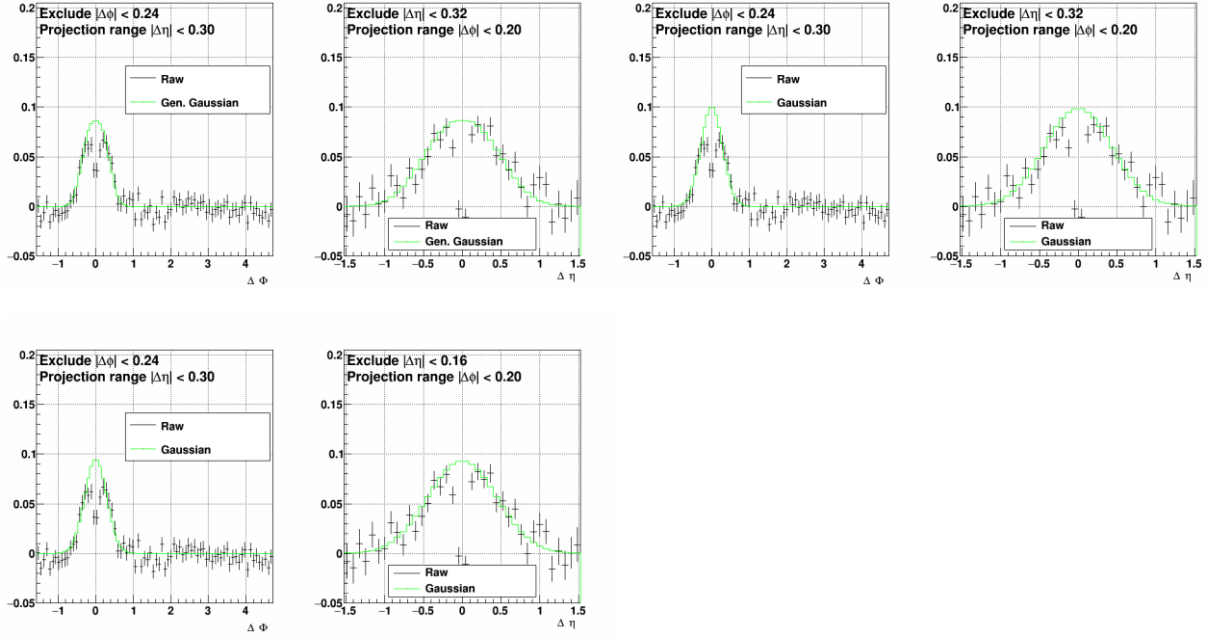 Exclude |Δϕ| < 0.24
Projection range |Δη| < 0.30
0.2
0.15
0.1
0.05
0
−0.05
Raw
Gen. Gaussian
−1 0 1 2 3 4
Δ Φ
Exclude |Δη| < 0.32
Projection range |Δϕ| < 0.20
0.2
0.15
0.1
0.05
0
−0.05
Raw
Gen. Gaussian
−1.5 −1 −0.5 0 0.5 1 1.5
Δ η
Exclude |Δϕ| < 0.24
Projection range |Δη| < 0.30
0.2
0.15
0.1
0.05
0
−0.05
Raw
Gaussian
−1 0 1 2 3 4
Δ Φ
Exclude |Δη| < 0.32
Projection range |Δϕ| < 0.20
0.2
0.15
0.1
0.05
0
−0.05
Raw
Gaussian
−1.5 −1 −0.5 0 0.5 1 1.5
Δ η
Exclude |Δϕ| < 0.24
Projection range |Δη| < 0.30
0.2
0.15
0.1
0.05
0
−0.05
Raw
Gaussian
−1 0 1 2 3 4
Δ Φ
Exclude |Δη| < 0.16
Projection range |Δϕ| < 0.20
0.2
0.15
0.1
0.05
0
−0.05
Raw
Gaussian
−1.5 −1 −0.5 0 0.5 1 1.5
Δ η